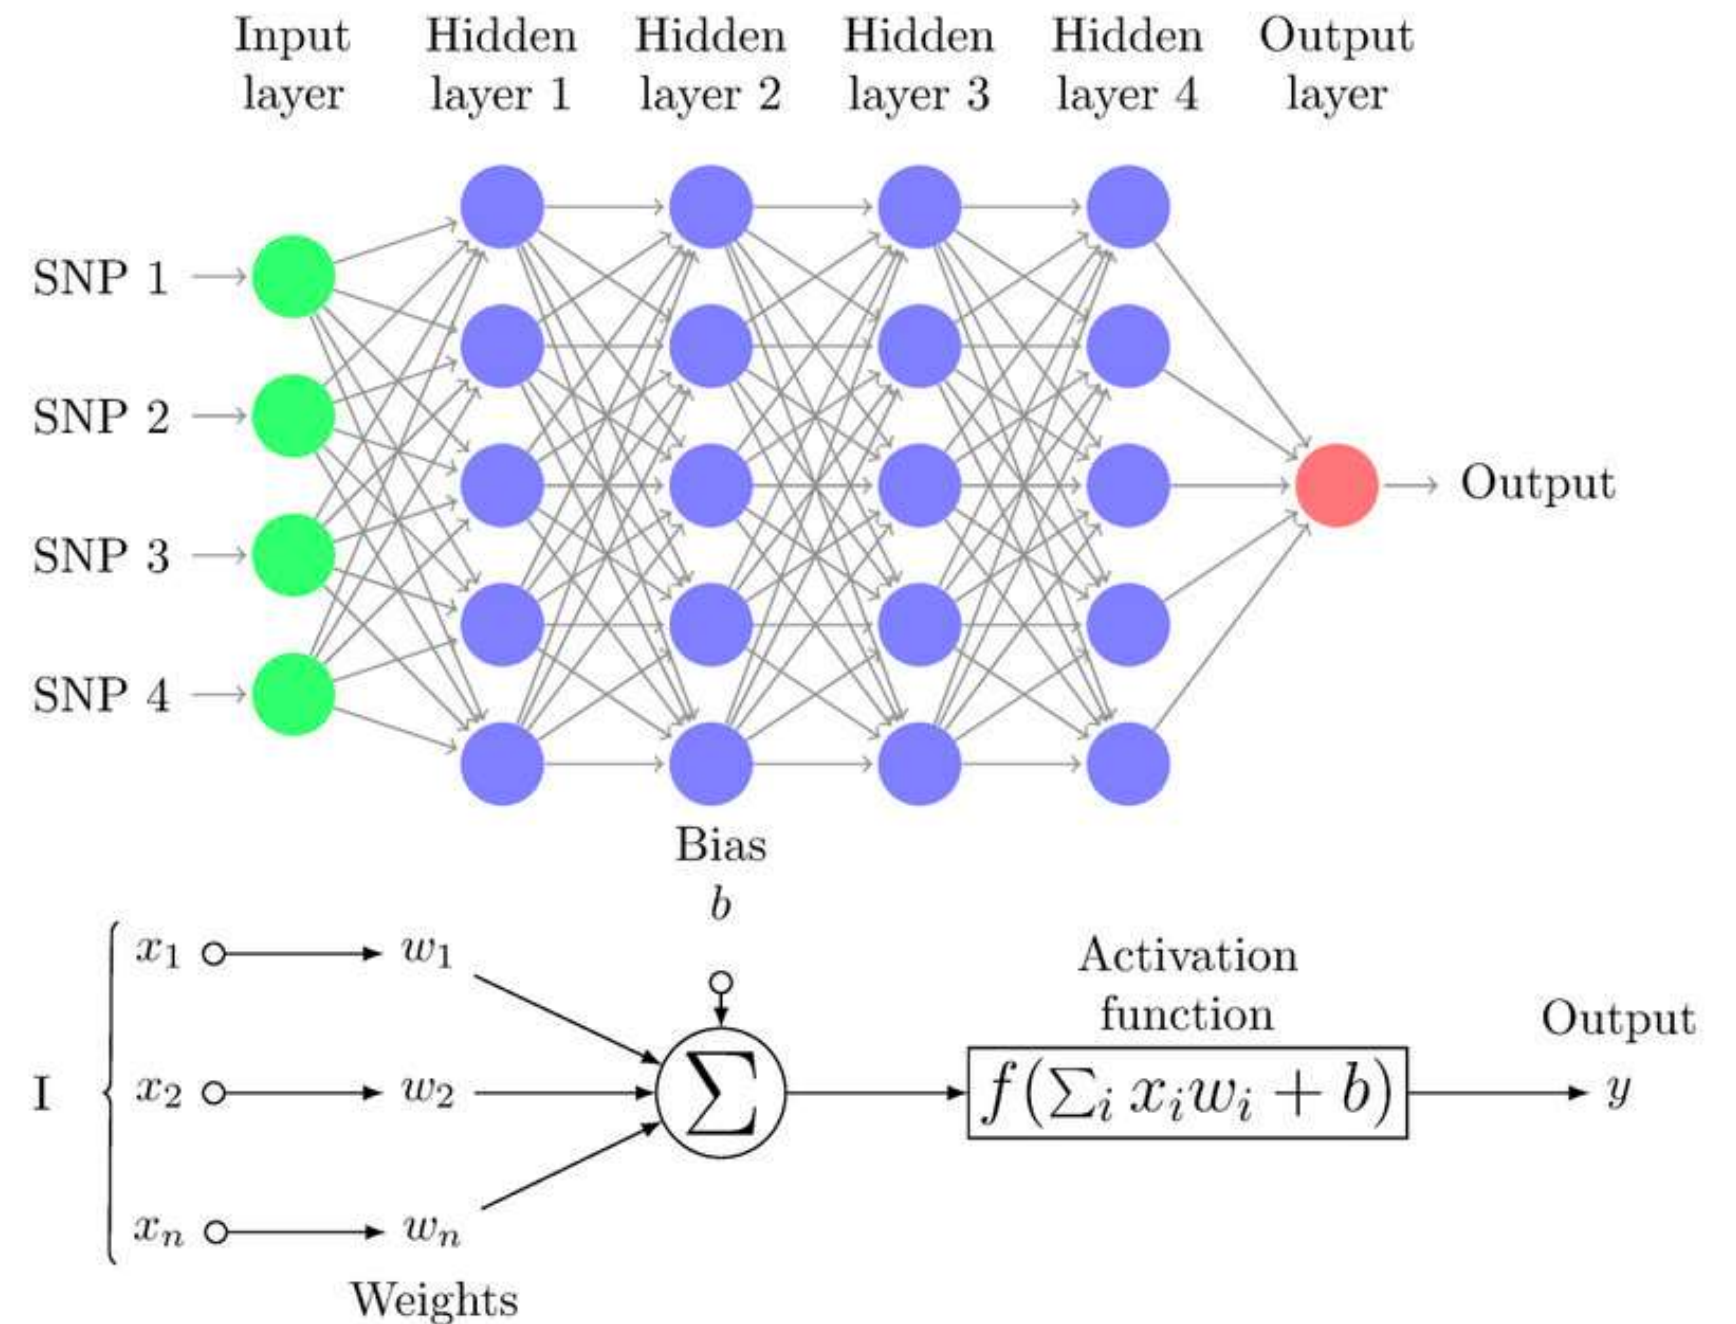 Input Hidden Hidden Hidden Hidden Output
layer layer 1 layer 2 layer 3 layer 4 layer
SNP 1
SNP 2
SNP 3
SNP 4
Output
Bias
b
I
x₁ w₁
x₂ w₂
xₙ wₙ
Weights
∑
Activation
function
f(∑ᵢ xᵢwᵢ + b)
Output
y